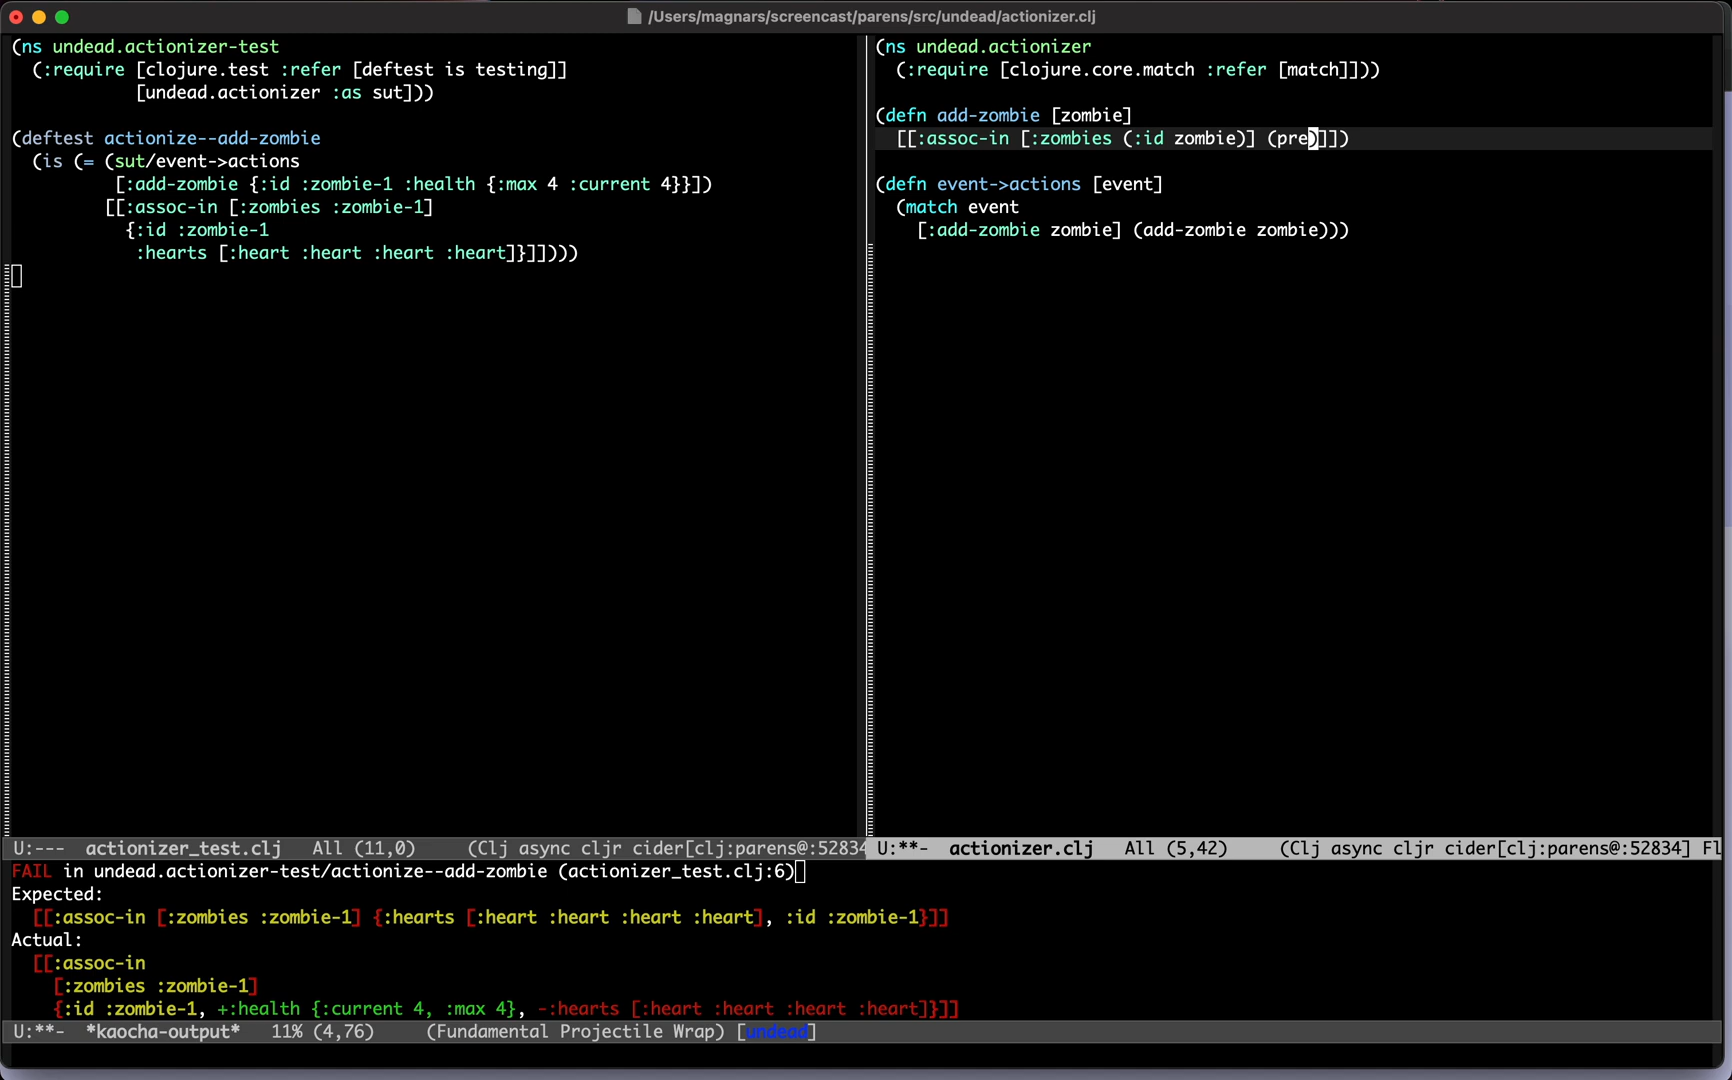 /Users/magnars/screencast/parens/src/undead/actionizer.clj
(ns undead.actionizer-test
  (:require [clojure.test :refer [deftest is testing]]
            [undead.actionizer :as sut]))
(deftest actionize--add-zombie
  (is (= (sut/event->actions
          [:add-zombie {:id :zombie-1 :health {:max 4 :current 4}}])
         [[:assoc-in [:zombies :zombie-1]
           {:id :zombie-1
            :hearts [:heart :heart :heart :heart]}]])))
U:---  actionizer_test.clj   All (11,0)     (Clj async cljr cider[clj:parens@:52834
(ns undead.actionizer
  (:require [clojure.core.match :refer [match]]))
(defn add-zombie [zombie]
  [[:assoc-in [:zombies (:id zombie)] (pre)]])
(defn event->actions [event]
  (match event
    [:add-zombie zombie] (add-zombie zombie)))
U:**-  actionizer.clj   All (5,42)     (Clj async cljr cider[clj:parens@:52834] Fl
FAIL in undead.actionizer-test/actionize--add-zombie (actionizer_test.clj:6)
Expected:
  [[:assoc-in [:zombies :zombie-1] {:hearts [:heart :heart :heart :heart], :id :zombie-1}]]
Actual:
  [[:assoc-in
    [:zombies :zombie-1]
    {:id :zombie-1, +:health {:current 4, :max 4}, -:hearts [:heart :heart :heart :heart]}]]
U:**-  *kaocha-output*   11% (4,76)     (Fundamental Projectile Wrap) [undead]